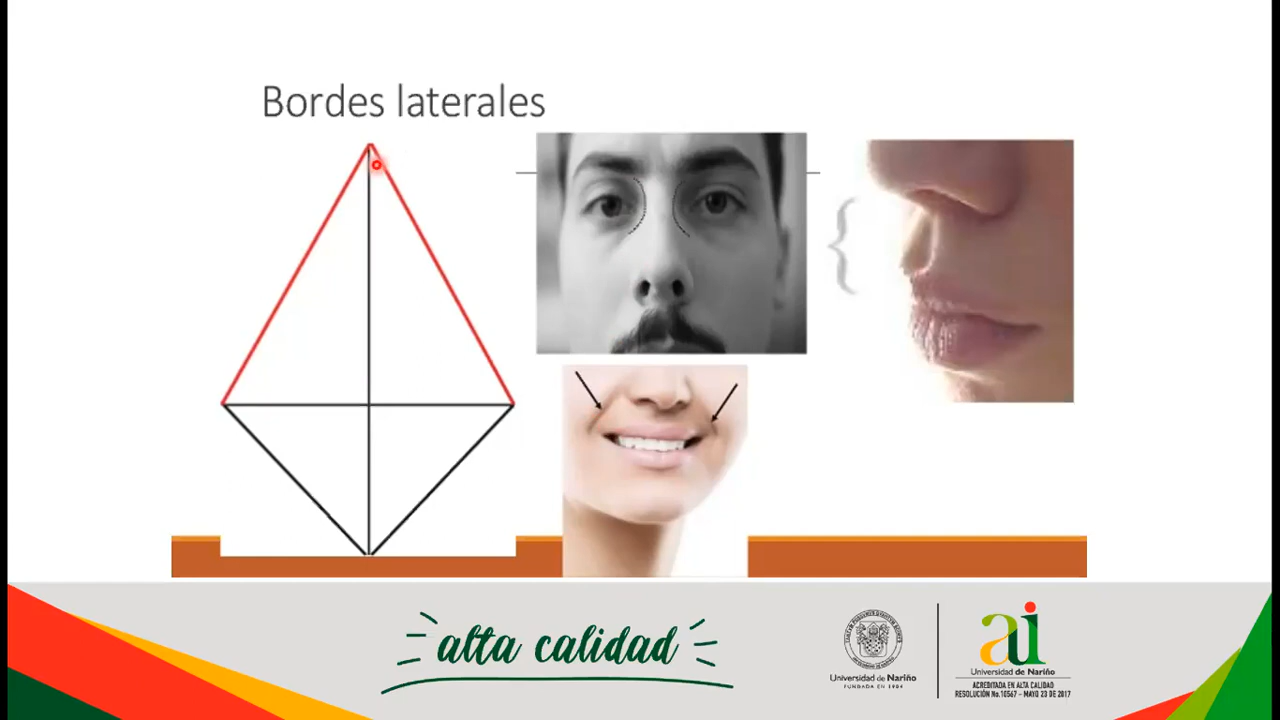 Bordes laterales
alta calidad
Universidad de Nariño
FUNDADA EN 1904
Universidad de Nariño
ACREDITADA EN ALTA CALIDAD
RESOLUCIÓN No.10567 – MAYO 23 DE 2017